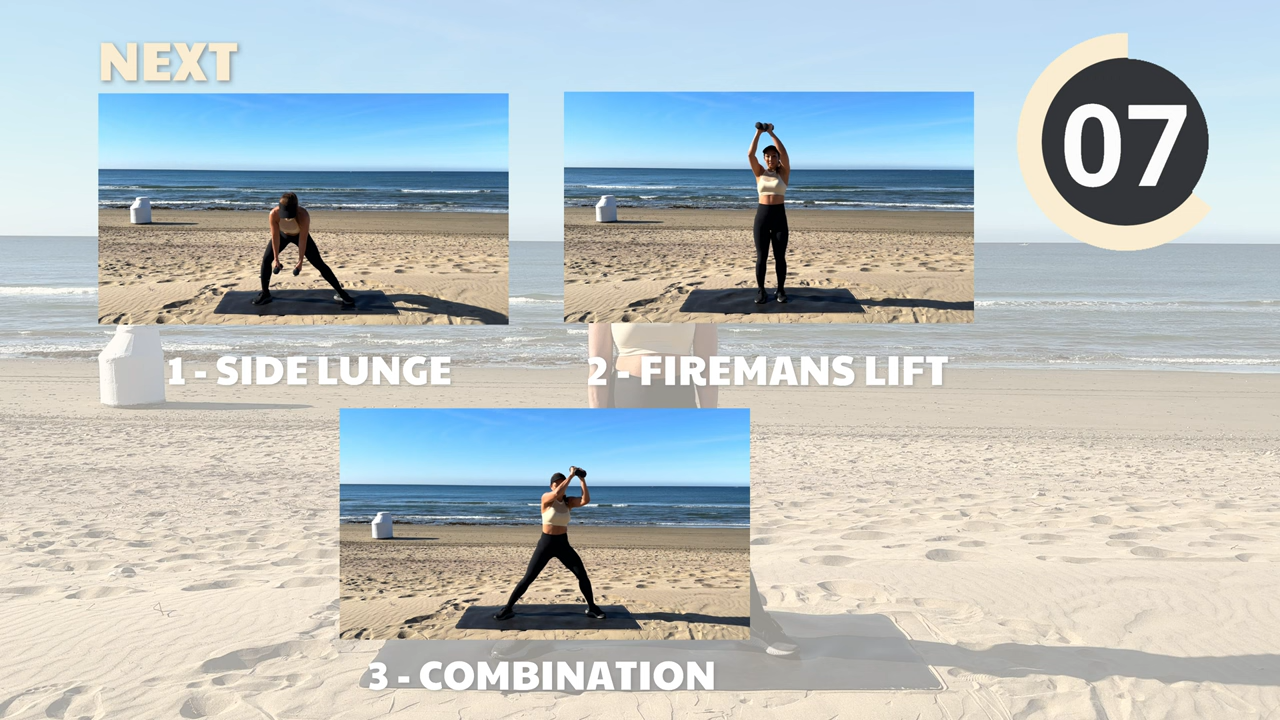 NEXT
07
1 - SIDE LUNGE
2 - FIREMANS LIFT
3 - COMBINATION